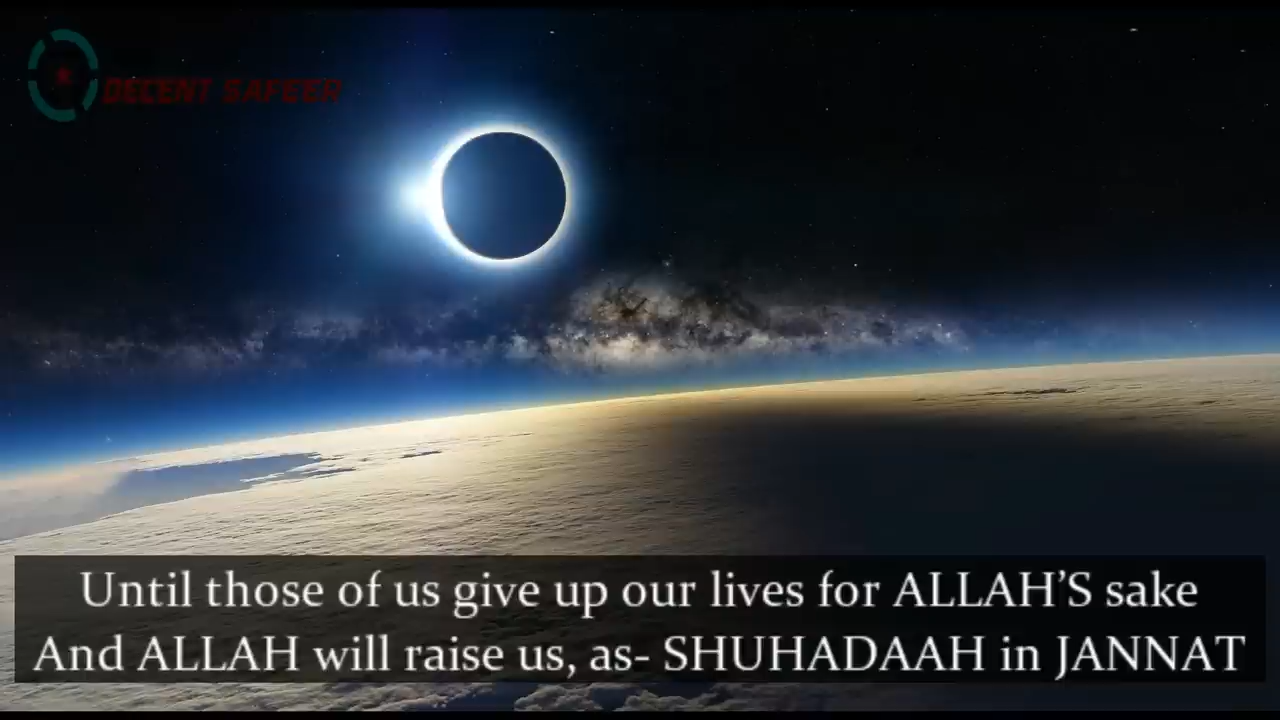 DECENT SAFEER
Until those of us give up our lives for ALLAH'S sake
And ALLAH will raise us, as- SHUHADAAH in JANNAT